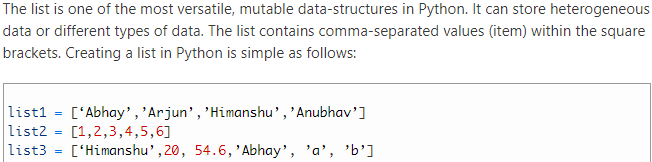 The list is one of the most versatile, mutable data-structures in Python. It can store heterogeneous
data or different types of data. The list contains comma-separated values (item) within the square
brackets. Creating a list in Python is simple as follows:
list1 = [‘Abhay’,’Arjun’,’Himanshu’,’Anubhav’]
list2 = [1,2,3,4,5,6]
list3 = [‘Himanshu’,20, 54.6,’Abhay’, ’a’, ’b’]